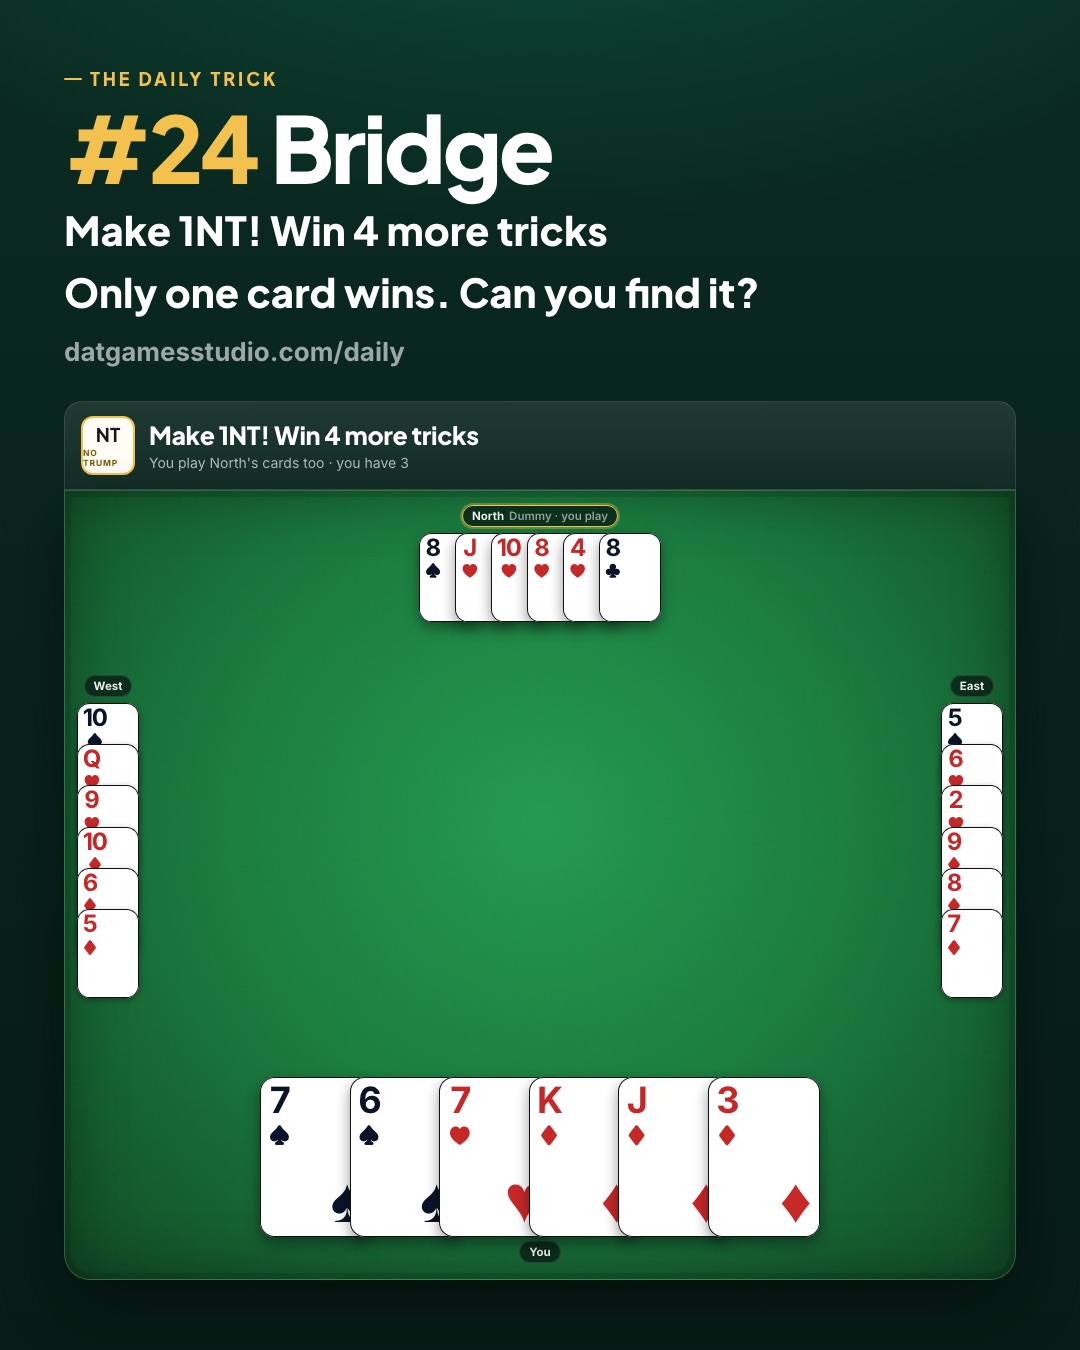 — THE DAILY TRICK
#24 Bridge
Make 1NT! Win 4 more tricks
Only one card wins. Can you find it?
datgamesstudio.com/daily
NT
NO TRUMP
Make 1NT! Win 4 more tricks
You play North's cards too · you have 3
North Dummy · you play
8♠ J♥ 10♥ 8♥ 4♥ 8♣
West
10♠
Q♥
9♥
10♦
6♦
5♦
East
5♠
6♥
2♥
9♦
8♦
7♦
7♠ 6♠ 7♥ K♦ J♦ 3♦
You